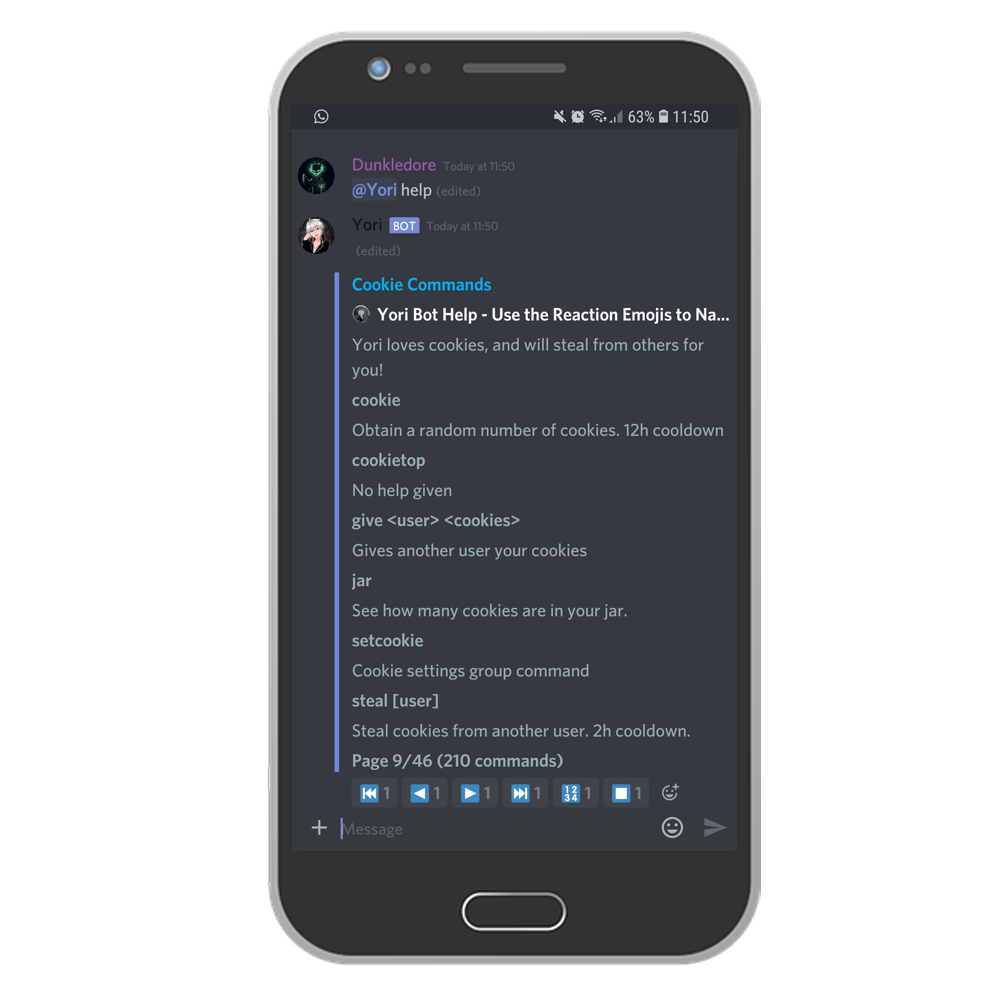 63% 11:50
Dunkledore Today at 11:50
@Yori help (edited)
Yori BOT Today at 11:50
(edited)
Cookie Commands
Yori Bot Help - Use the Reaction Emojis to Na...
Yori loves cookies, and will steal from others for
you!
cookie
Obtain a random number of cookies. 12h cooldown
cookietop
No help given
give <user> <cookies>
Gives another user your cookies
jar
See how many cookies are in your jar.
setcookie
Cookie settings group command
steal [user]
Steal cookies from another user. 2h cooldown.
Page 9/46 (210 commands)
1 1 1 1 1234 1 1
Message